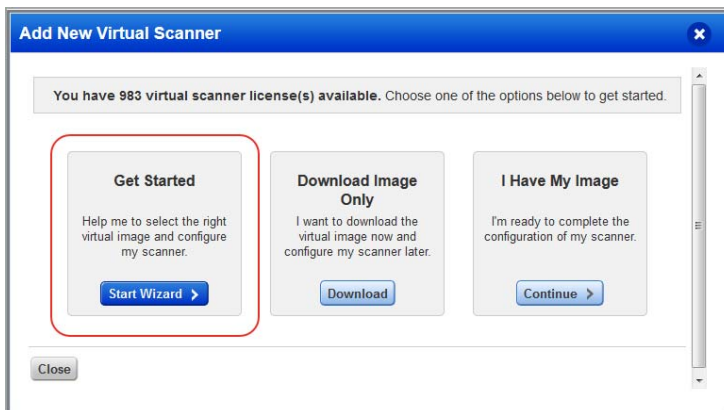 Add New Virtual Scanner
You have 983 virtual scanner license(s) available. Choose one of the options below to get started.
Get Started
Help me to select the right
virtual image and configure
my scanner.
Start Wizard >
Download Image
Only
I want to download the
virtual image now and
configure my scanner later.
Download
I Have My Image
I'm ready to complete the
configuration of my scanner.
Continue >
Close